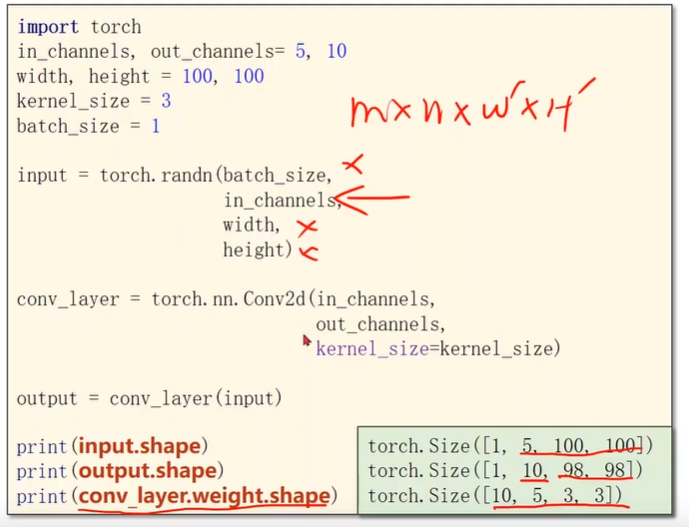 import torch
in_channels, out_channels= 5, 10
width, height = 100, 100
kernel_size = 3
batch_size = 1
m×n×w′×H′
input = torch.randn(batch_size,
in_channels,
width,
height)
conv_layer = torch.nn.Conv2d(in_channels,
out_channels,
kernel_size=kernel_size)
output = conv_layer(input)
print(input.shape)
print(output.shape)
print(conv_layer.weight.shape)
torch.Size([1, 5, 100, 100])
torch.Size([1, 10, 98, 98])
torch.Size([10, 5, 3, 3])